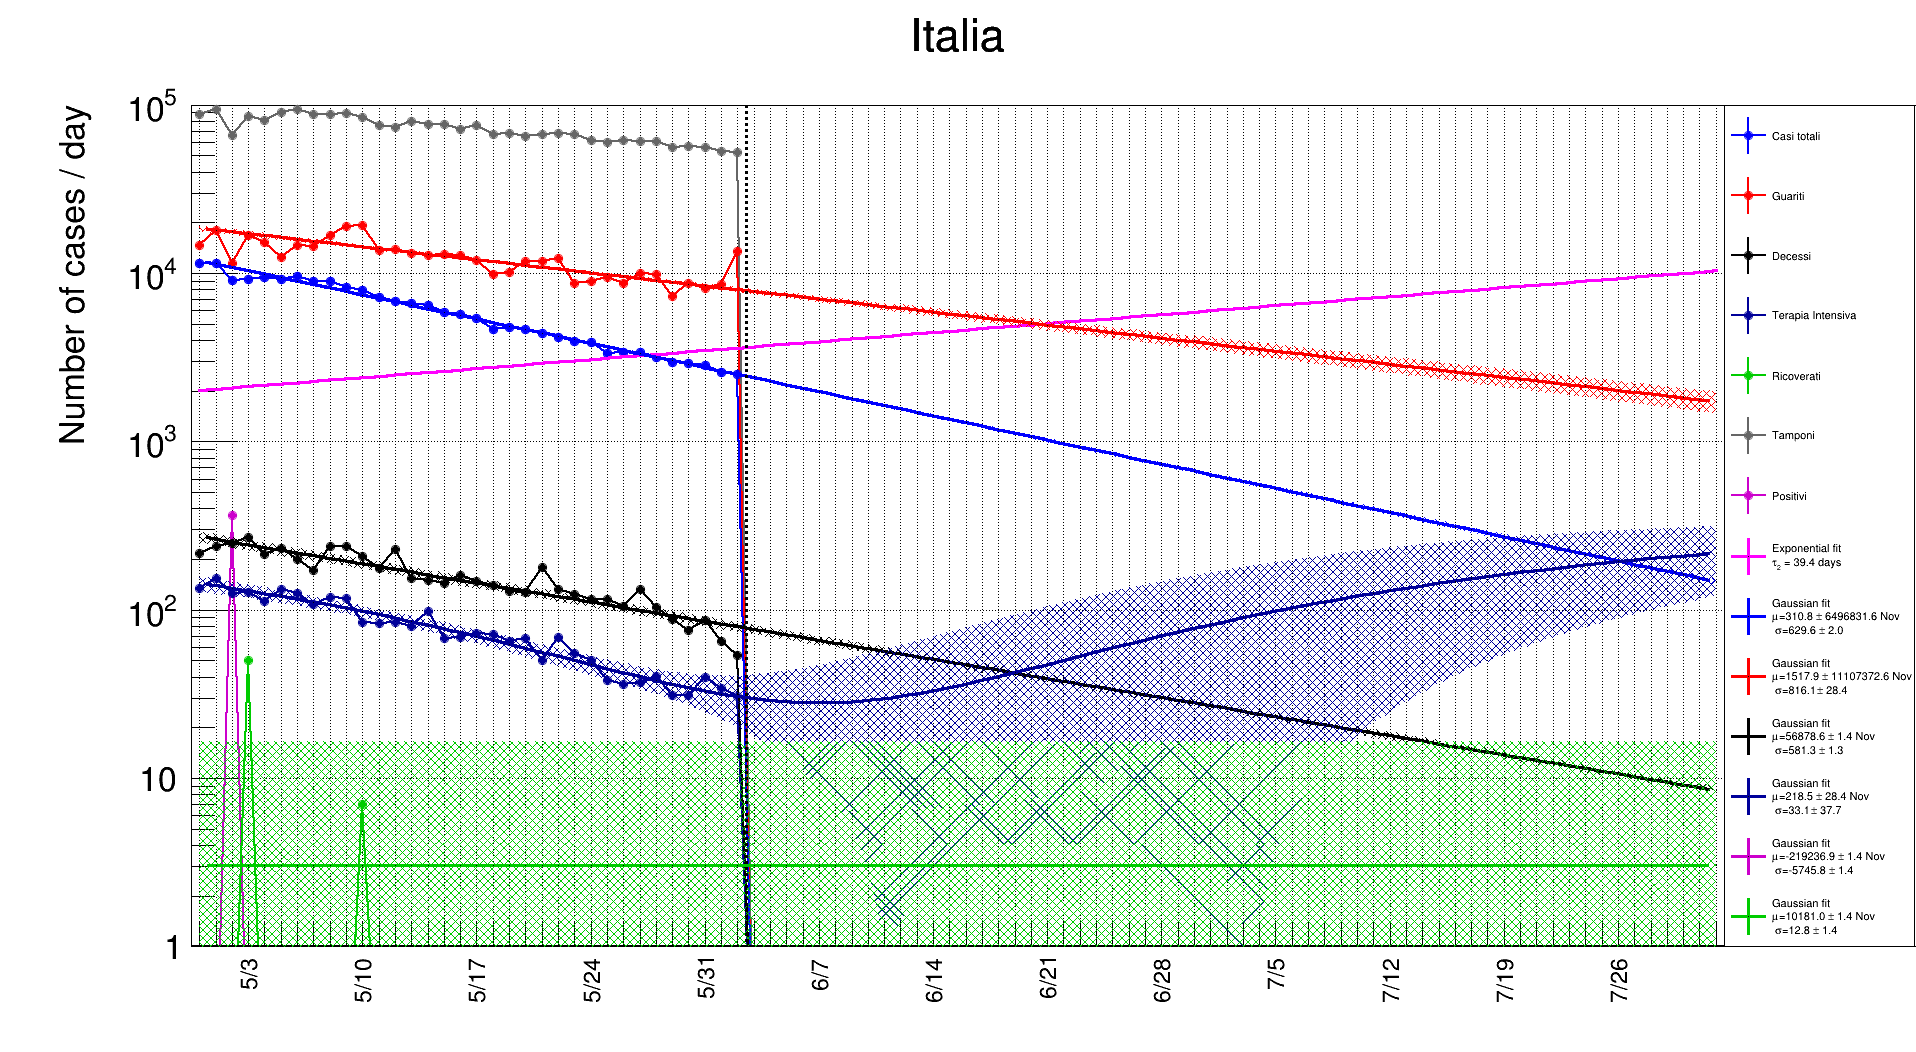 Italia
Number of cases / day
10^5
10^4
10^3
10^2
10
1
5/3
5/10
5/17
5/24
5/31
6/7
6/14
6/21
6/28
7/5
7/12
7/19
7/26
Casi totali
Guariti
Decessi
Terapia Intensiva
Ricoverati
Tamponi
Positivi
Exponential fit
τ₂ = 39.4 days
Gaussian fit
μ=310.8 ± 6496831.6 Nov
σ=629.6 ± 2.0
Gaussian fit
μ=1517.9 ± 11107372.6 Nov
σ=816.1 ± 28.4
Gaussian fit
μ=56878.6 ± 1.4 Nov
σ=581.3 ± 1.3
Gaussian fit
μ=218.5 ± 28.4 Nov
σ=33.1 ± 37.7
Gaussian fit
μ=-219236.9 ± 1.4 Nov
σ=-5745.8 ± 1.4
Gaussian fit
μ=10181.0 ± 1.4 Nov
σ=12.8 ± 1.4